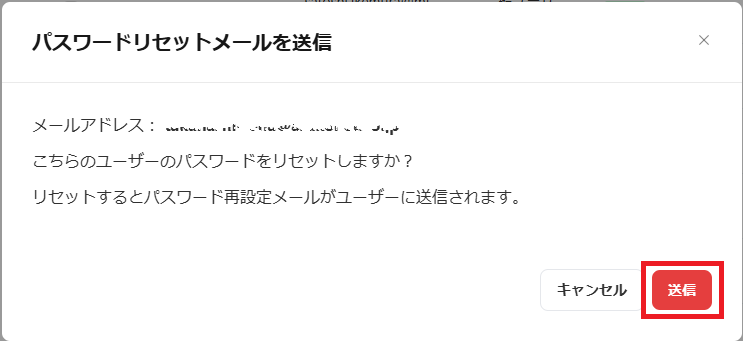 パスワードリセットメールを送信
メールアドレス：
こちらのユーザーのパスワードをリセットしますか？
リセットするとパスワード再設定メールがユーザーに送信されます。
キャンセル
送信